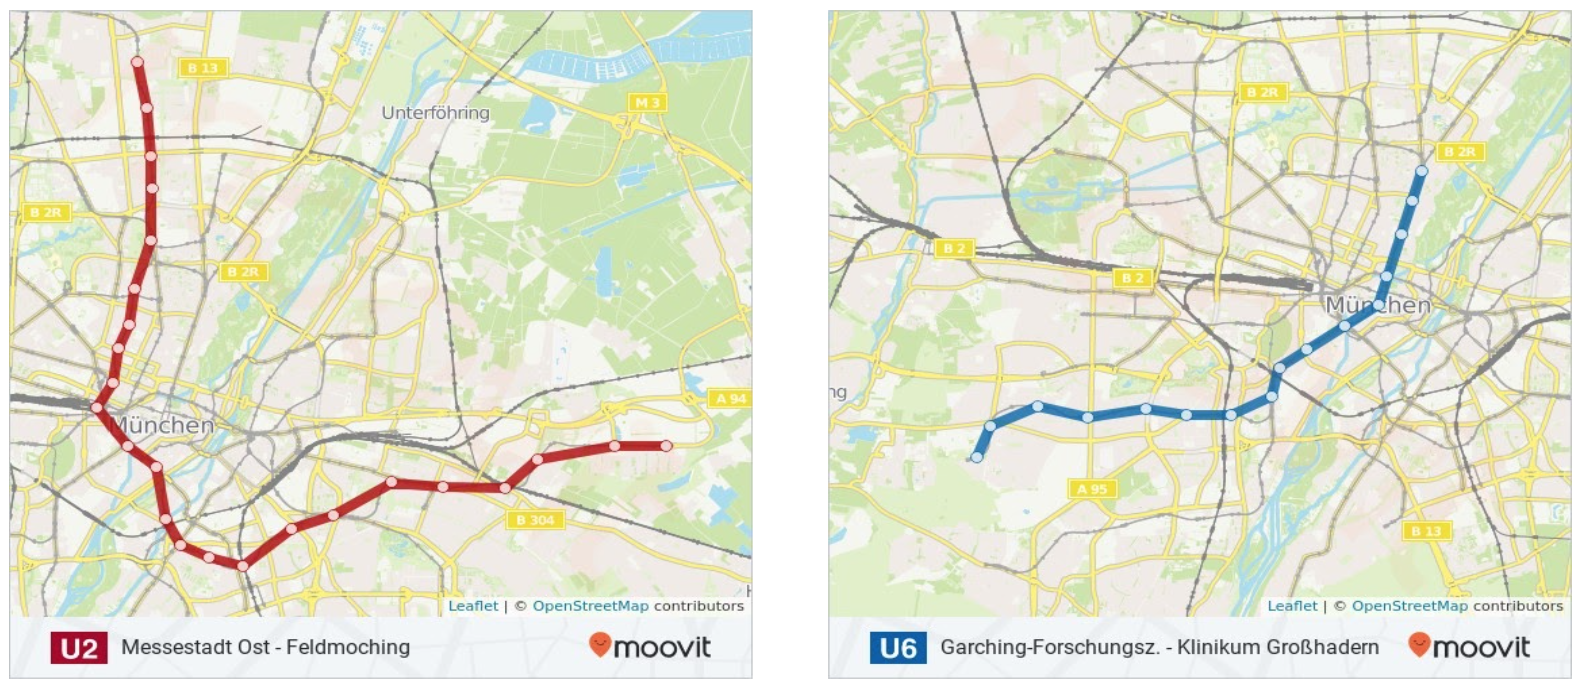 B 13
M 3
Unterföhring
B 2R
B 2R
A 94
München
B 304
Leaflet | © OpenStreetMap contributors
U2 Messestadt Ost - Feldmoching moovit
B 2R
B 2R
B 2
B 2
München
ng
A 95
B 13
Leaflet | © OpenStreetMap contributors
U6 Garching-Forschungsz. - Klinikum Großhadern moovit